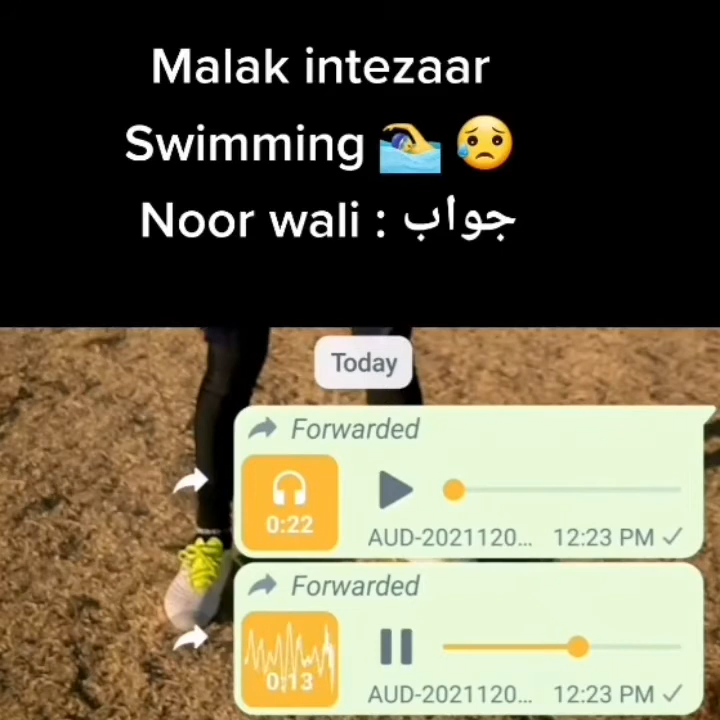 Malak intezaar
Swimming 🏊 😥
Noor wali : جواب
Today
Forwarded
0:22
AUD-2021120... 12:23 PM
Forwarded
0:13
AUD-2021120... 12:23 PM